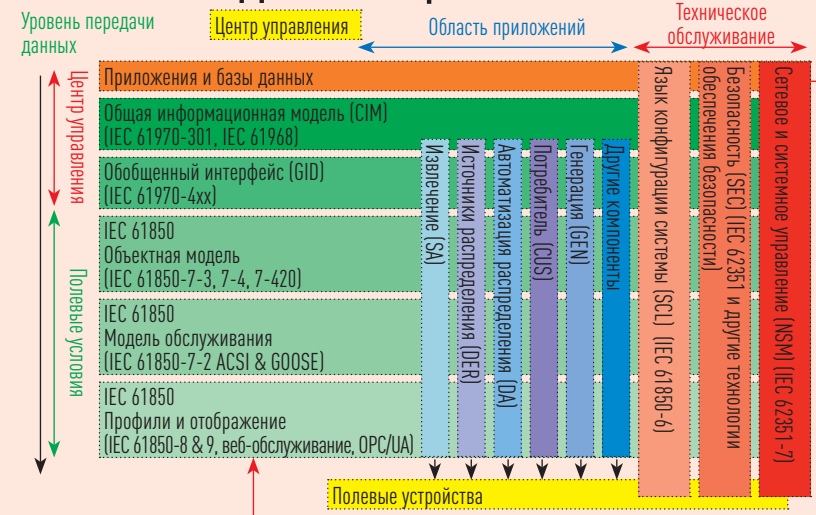 Уровень передачи
данных
Центр управления
Область приложений
Техническое
обслуживание
Центр управления
Полевые условия
Приложения и базы данных
Общая информационная модель (CIM)
(IEC 61970-301, IEC 61968)
Обобщенный интерфейс (GID)
(IEC 61970-4xx)
IEC 61850
Объектная модель
(IEC 61850-7-3, 7-4, 7-420)
IEC 61850
Модель обслуживания
(IEC 61850-7-2 ACSI & GOOSE)
IEC 61850
Профили и отображение
(IEC 61850-8 & 9, веб-обслуживание, OPC/UA)
Извлечение (SA)
Источники распределения (DER)
Автоматизация распределения (DA)
Потребитель (CUS)
Генерация (GEN)
Другие компоненты
Язык конфигурации системы (SCL) (IEC 61850-6)
Безопасность (SEC) (IEC 62351 и другие технологии
обеспечения безопасности)
Сетевое и системное управление (NSM) (IEC 62351-7)
Полевые устройства